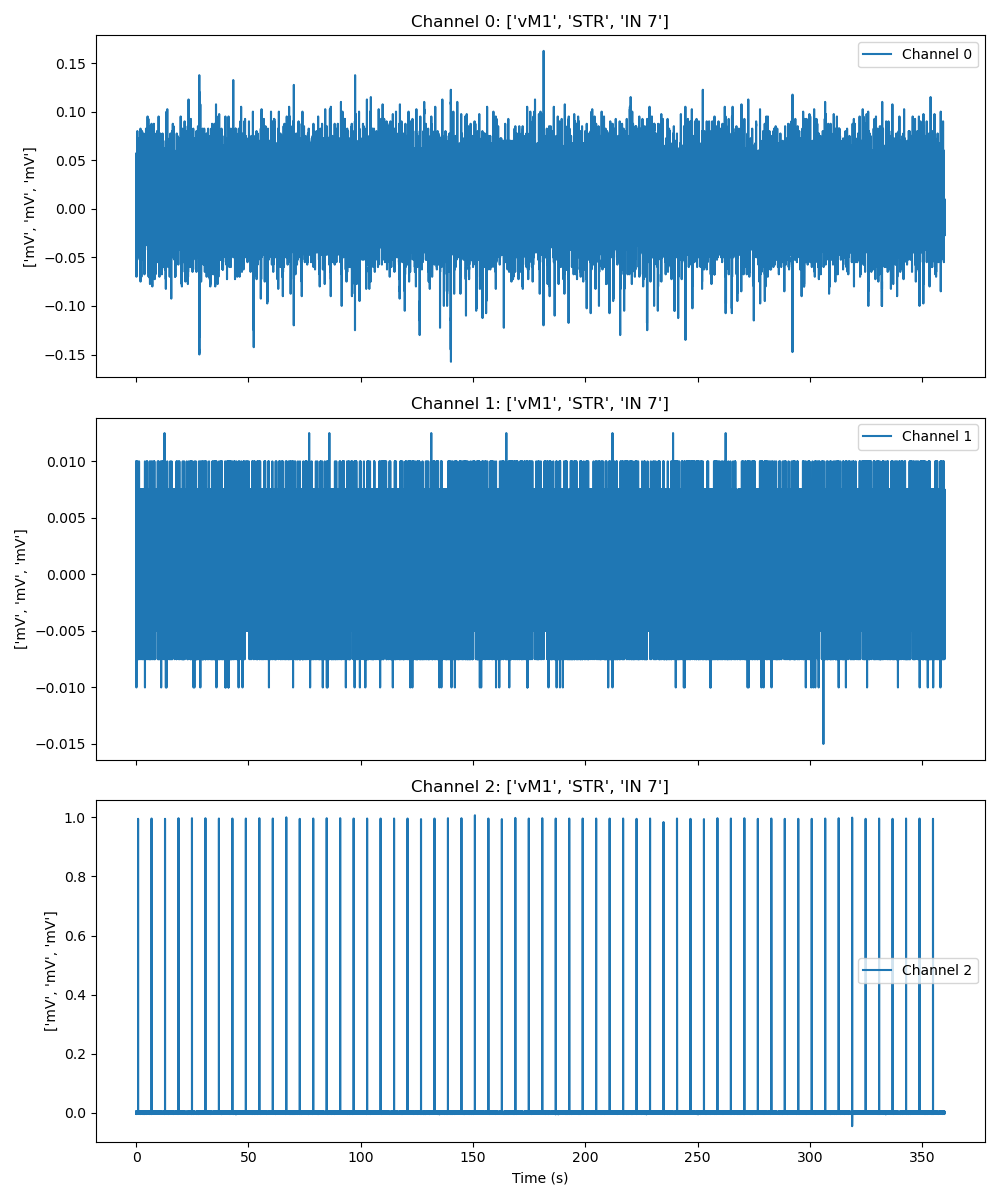 Channel 0: ['vM1', 'STR', 'IN 7']
Channel 0
0.15
0.10
0.05
0.00
−0.05
−0.10
−0.15
['mV', 'mV', 'mV']
Channel 1: ['vM1', 'STR', 'IN 7']
Channel 1
0.010
0.005
0.000
−0.005
−0.010
−0.015
['mV', 'mV', 'mV']
Channel 2: ['vM1', 'STR', 'IN 7']
1.0
0.8
0.6
0.4
0.2
0.0
['mV', 'mV', 'mV']
Channel 2
0 50 100 150 200 250 300 350
Time (s)